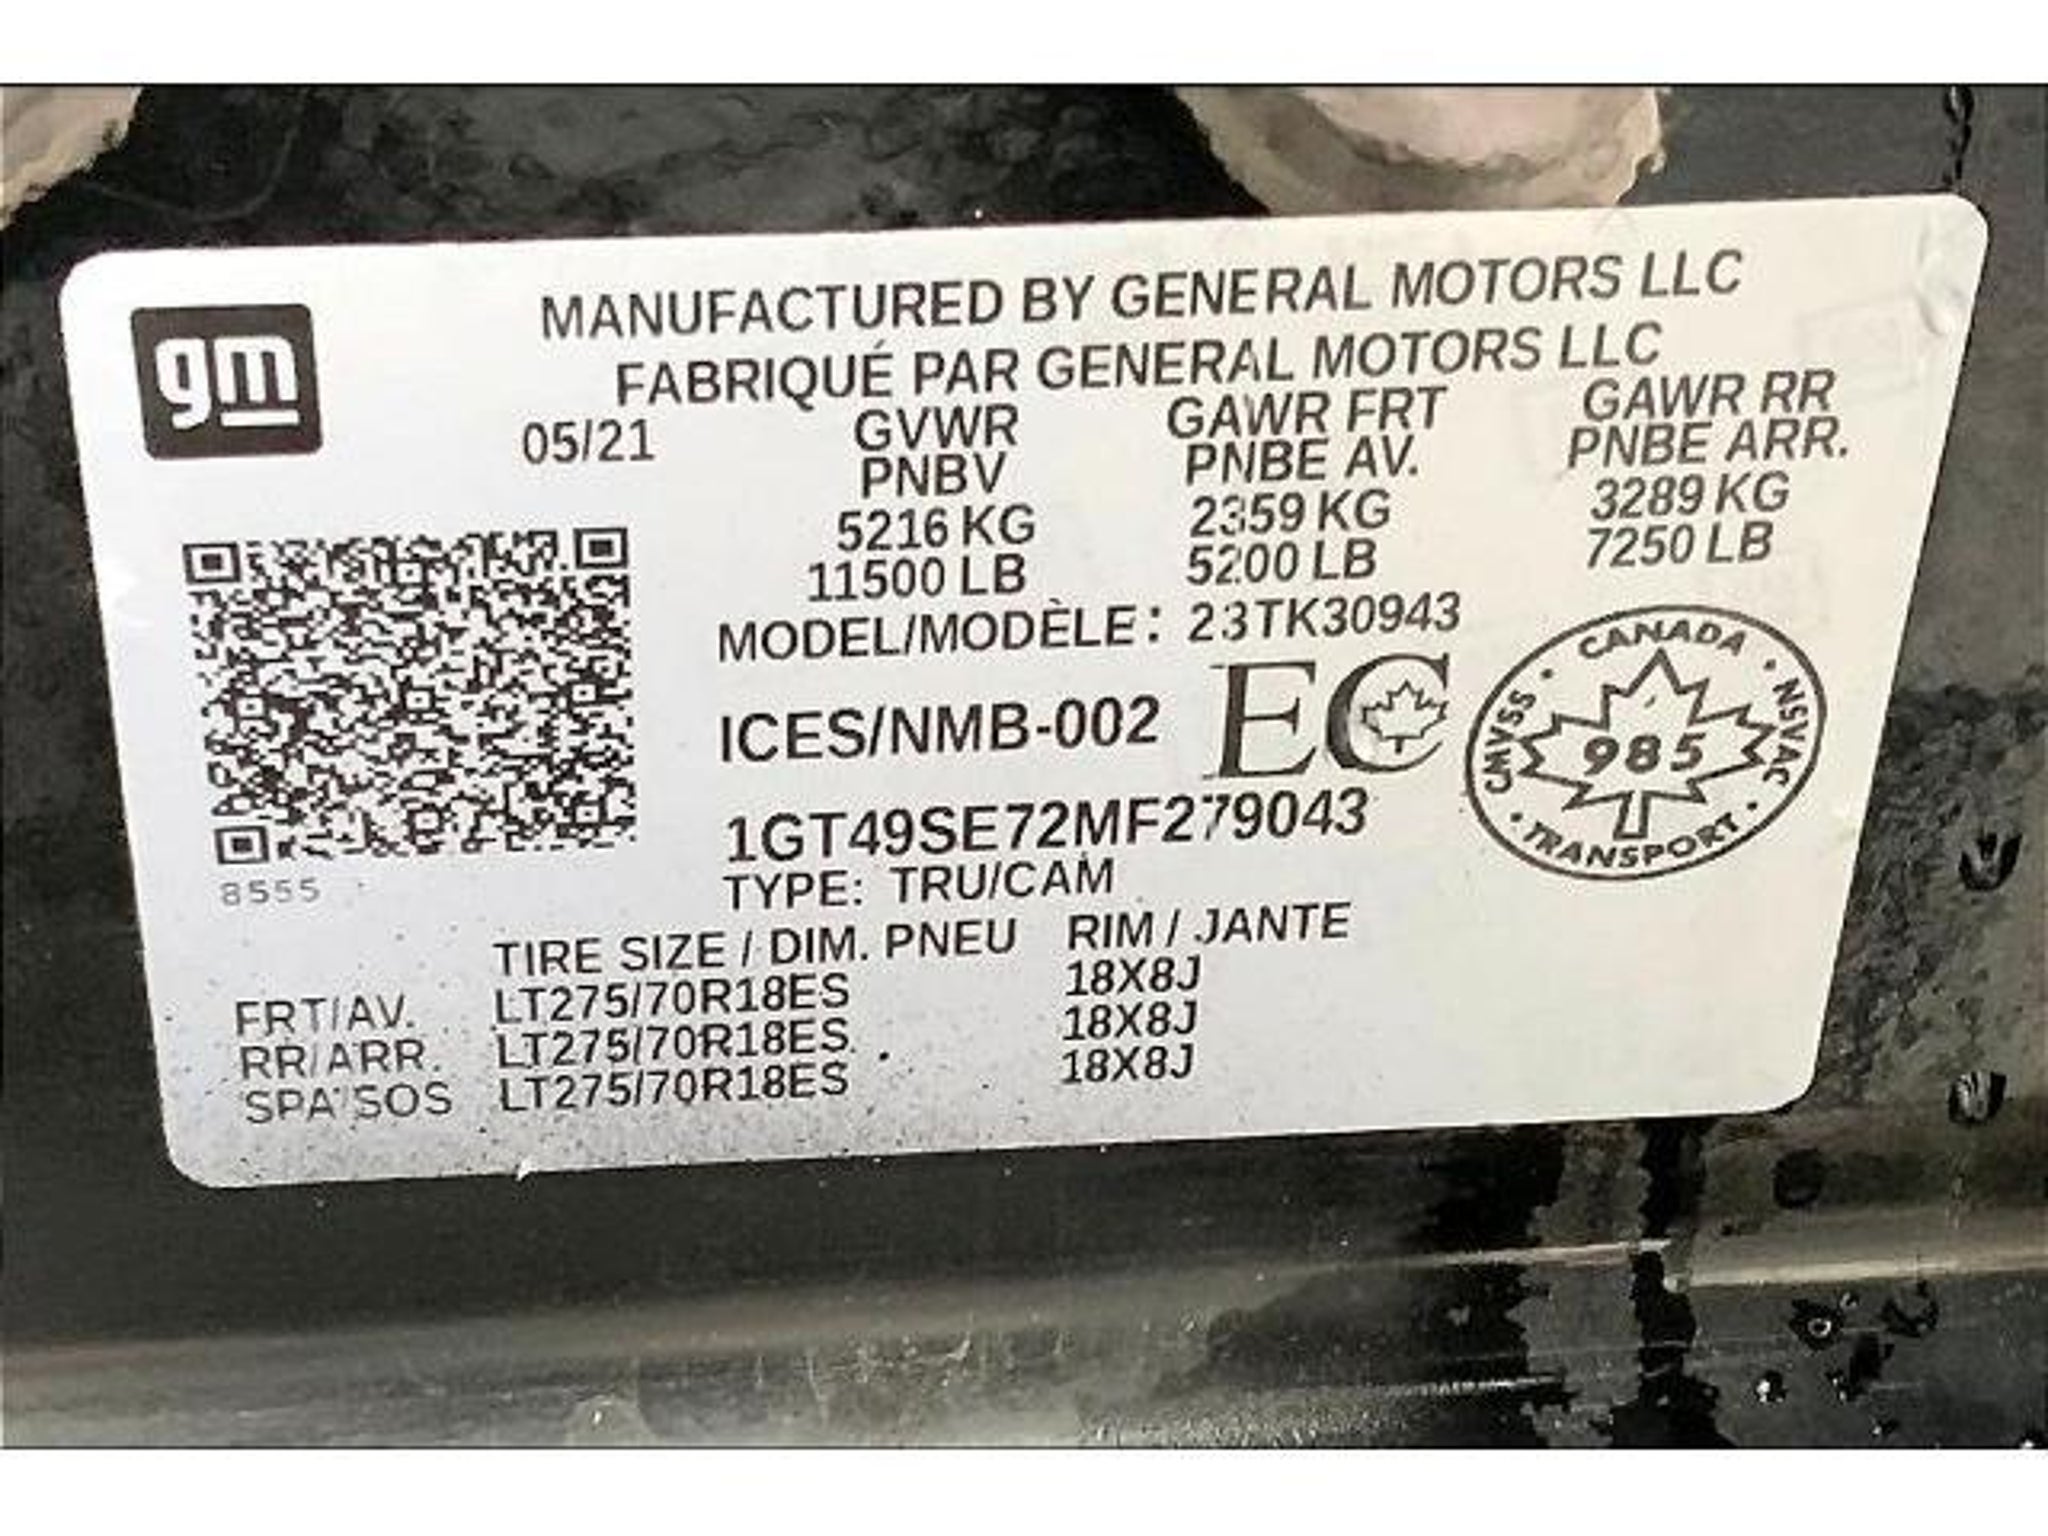 gm
MANUFACTURED BY GENERAL MOTORS LLC
FABRIQUÉ PAR GENERAL MOTORS LLC
05/21
GVWR GAWR FRT GAWR RR
PNBV PNBE AV. PNBE ARR.
5216 KG 2359 KG 3289 KG
11500 LB 5200 LB 7250 LB
MODEL/MODÈLE: 23TK30943
ICES/NMB-002 EC
CANADA
CMVSS 985 NSVAC
TRANSPORT
1GT49SE72MF279043
8555
TYPE: TRU/CAM
TIRE SIZE / DIM. PNEU RIM / JANTE
FRT/AV. LT275/70R18ES 18X8J
RR/ARR. LT275/70R18ES 18X8J
SPA/SOS LT275/70R18ES 18X8J